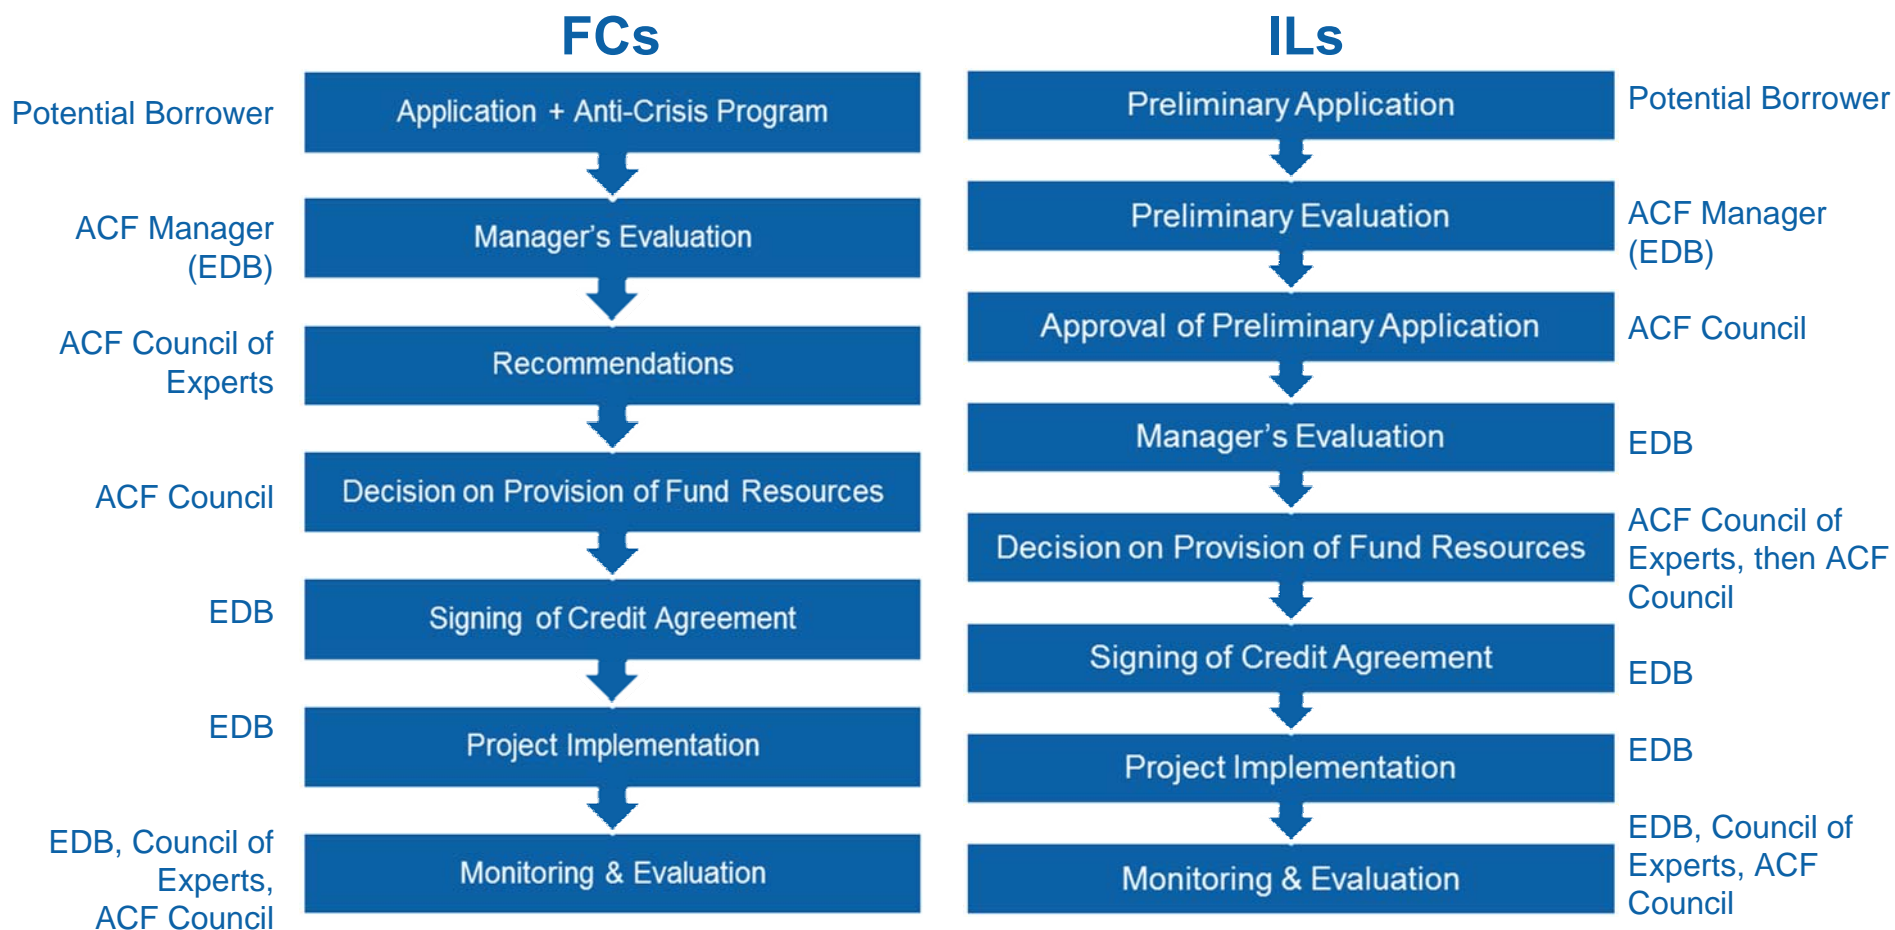 FCs
Potential Borrower
Application + Anti-Crisis Program
ACF Manager
(EDB)
Manager’s Evaluation
ACF Council of
Experts
Recommendations
ACF Council
Decision on Provision of Fund Resources
EDB
Signing of Credit Agreement
EDB
Project Implementation
EDB, Council of
Experts,
ACF Council
Monitoring & Evaluation
ILs
Preliminary Application
Potential Borrower
Preliminary Evaluation
ACF Manager
(EDB)
Approval of Preliminary Application
ACF Council
Manager’s Evaluation
EDB
Decision on Provision of Fund Resources
ACF Council of
Experts, then ACF
Council
Signing of Credit Agreement
EDB
Project Implementation
EDB
Monitoring & Evaluation
EDB, Council of
Experts, ACF
Council